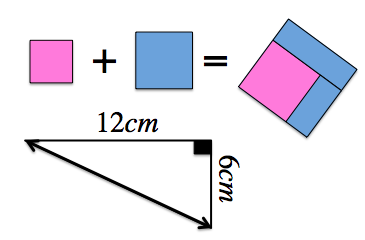 + =
12cm
6cm